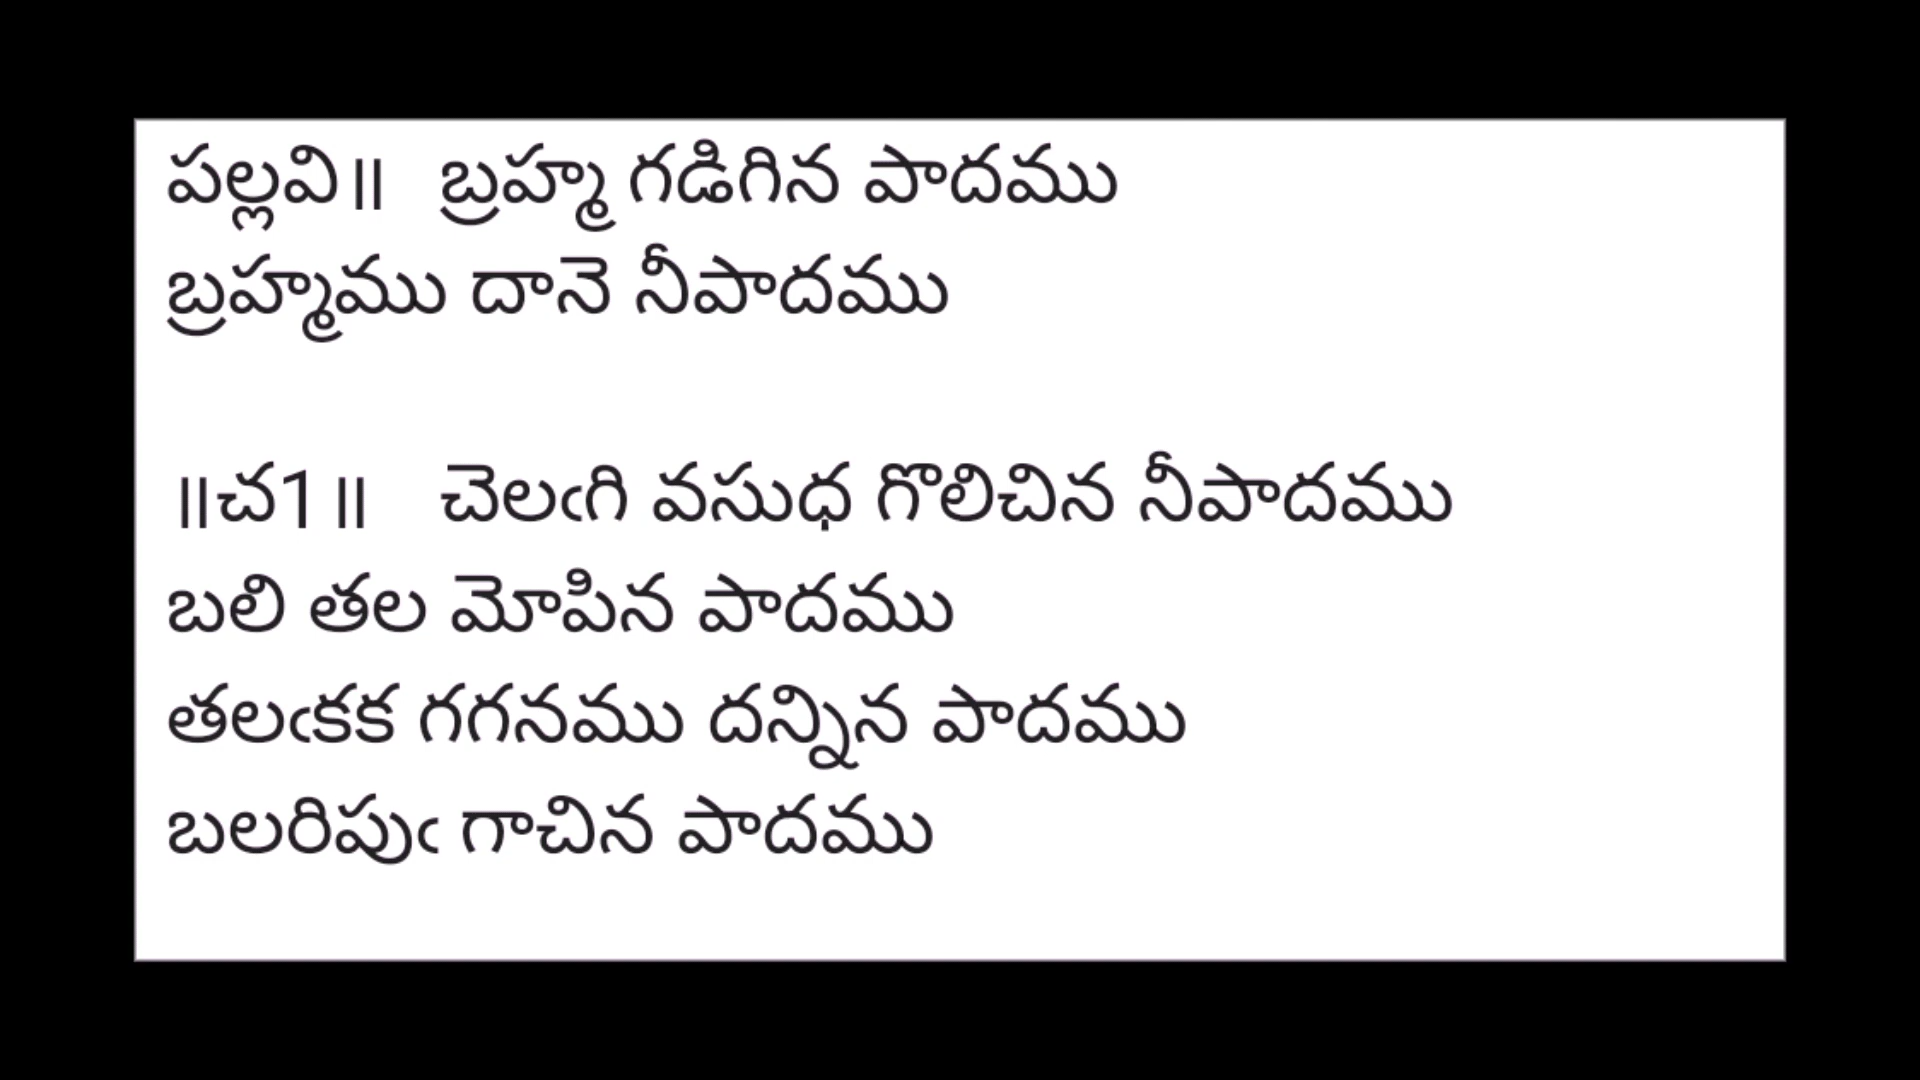 పల్లవి॥ బ్రహ్మ గడిగిన పాదము
బ్రహ్మము దానె నీపాదము
॥చ1॥ చెలఁగి వసుధ గొలిచిన నీపాదము
బలి తల మోపిన పాదము
తలఁకక గగనము దన్నిన పాదము
బలరిపుఁ గాచిన పాదము